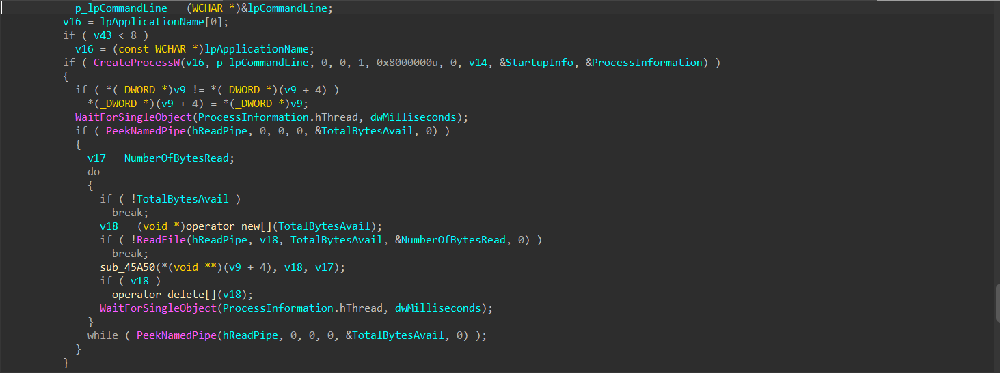 p_lpCommandLine = (WCHAR *)&lpCommandLine;
v16 = lpApplicationName[0];
if ( v43 < 8 )
v16 = (const WCHAR *)lpApplicationName;
if ( CreateProcessW(v16, p_lpCommandLine, 0, 0, 1, 0x8000000u, 0, v14, &StartupInfo, &ProcessInformation) )
{
if ( *(_DWORD *)v9 != *(_DWORD *)(v9 + 4) )
*(_DWORD *)(v9 + 4) = *(_DWORD *)v9;
WaitForSingleObject(ProcessInformation.hThread, dwMilliseconds);
if ( PeekNamedPipe(hReadPipe, 0, 0, 0, &TotalBytesAvail, 0) )
{
v17 = NumberOfBytesRead;
do
{
if ( !TotalBytesAvail )
break;
v18 = (void *)operator new[](TotalBytesAvail);
if ( !ReadFile(hReadPipe, v18, TotalBytesAvail, &NumberOfBytesRead, 0) )
break;
sub_45A50(*(void **)(v9 + 4), v18, v17);
if ( v18 )
operator delete[](v18);
WaitForSingleObject(ProcessInformation.hThread, dwMilliseconds);
}
while ( PeekNamedPipe(hReadPipe, 0, 0, 0, &TotalBytesAvail, 0) );
}
}